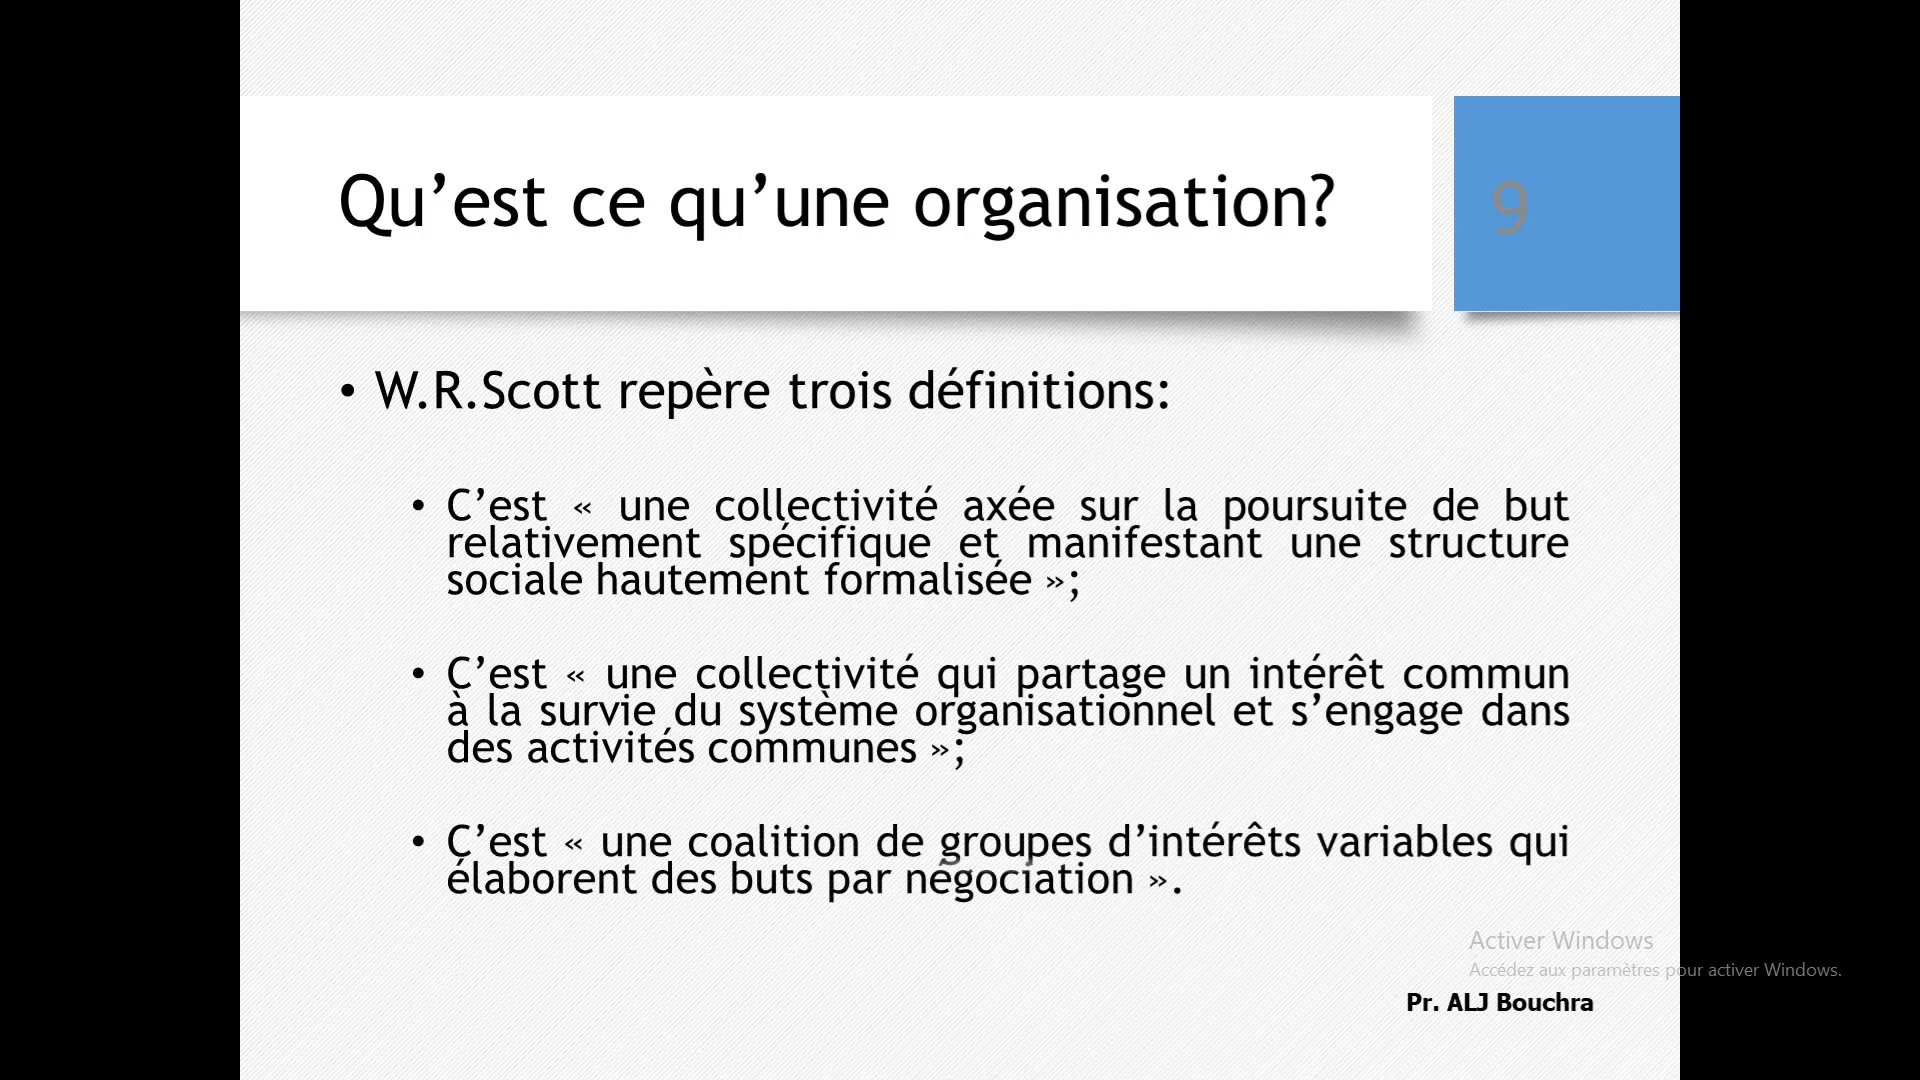 Qu’est ce qu’une organisation?
9
• W.R.Scott repère trois définitions:
• C’est « une collectivité axée sur la poursuite de but
relativement spécifique et manifestant une structure
sociale hautement formalisée »;
• C’est « une collectivité qui partage un intérêt commun
à la survie du système organisationnel et s’engage dans
des activités communes »;
• C’est « une coalition de groupes d’intérêts variables qui
élaborent des buts par négociation ».
Activer Windows
Accédez aux paramètres pour activer Windows.
Pr. ALJ Bouchra